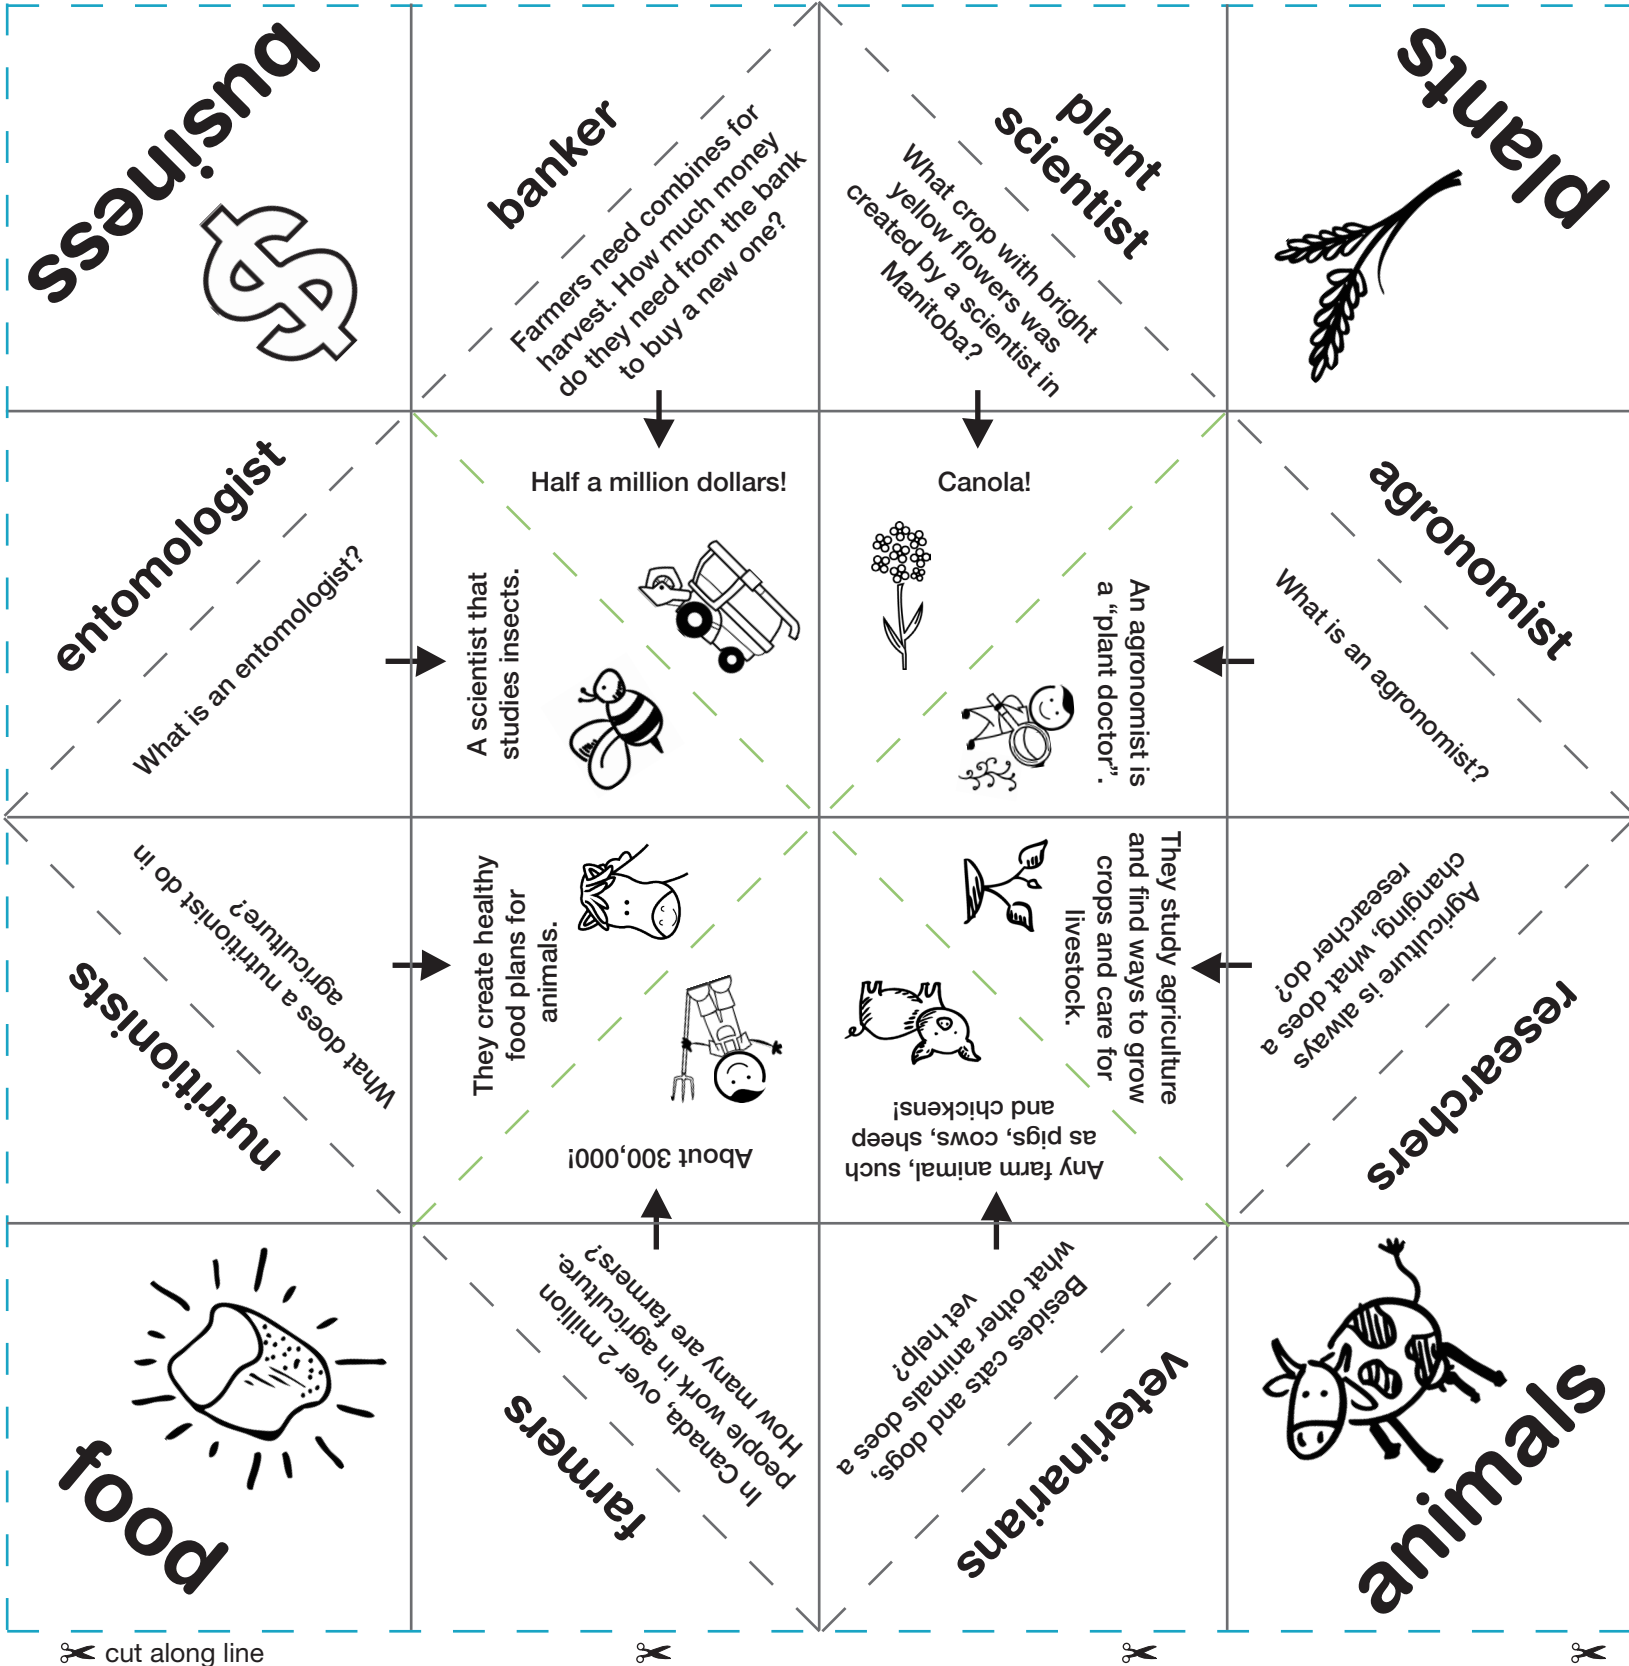 business
banker
Farmers need combines for
harvest. How much money
do they need from the bank
to buy a new one?
plant
scientist
What crop with bright
yellow flowers was
created by a scientist in
Manitoba?
plants
entomologist
What is an entomologist?
Half a million dollars!
A scientist that
studies insects.
Canola!
An agronomist is
a “plant doctor”.
agronomist
What is an agronomist?
nutritionists
What does a nutritionist do in
agriculture?
They create healthy
food plans for
animals.
About 300,000!
They study agriculture
and find ways to grow
crops and care for
livestock.
Any farm animal, such
as pigs, cows, sheep
and chickens!
researchers
Agriculture is always
changing, what does a
researcher do?
food
farmers
In Canada, over 2 million
people work in agriculture.
How many are farmers?
veterinarians
Besides cats and dogs,
what other animals does a
vet help?
animals
cut along line